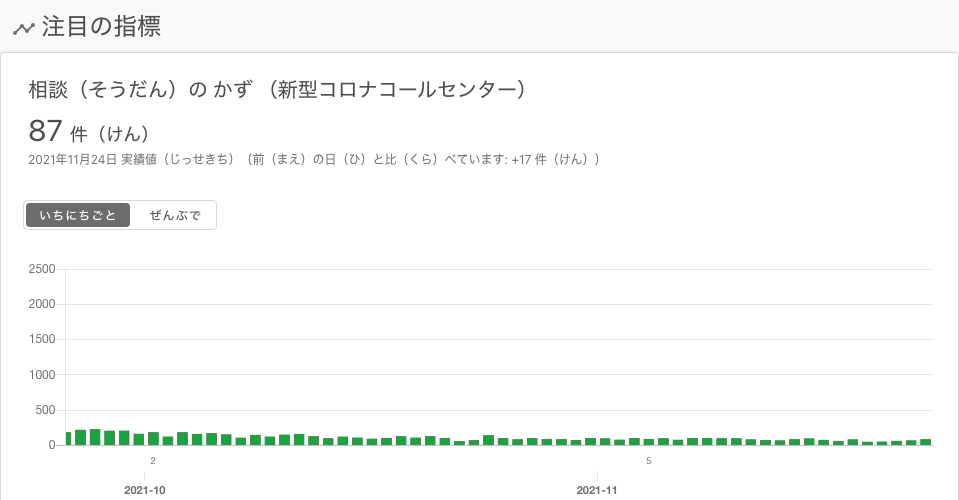 注目の指標
相談（そうだん）の かず （新型コロナコールセンター）
87 件（けん）
2021年11月24日 実績値（じっせきち）（前（まえ）の日（ひ）と比（くら）べています: +17 件（けん））
いちにちごと ぜんぶで
2500
2000
1500
1000
500
0
2 5
2021-10 2021-11